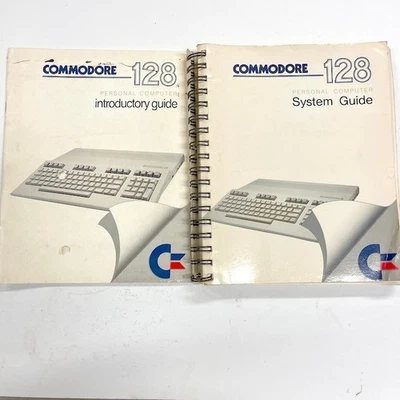 COMMODORE 128
PERSONAL COMPUTER
introductory guide
COMMODORE 128
PERSONAL COMPUTER
System Guide